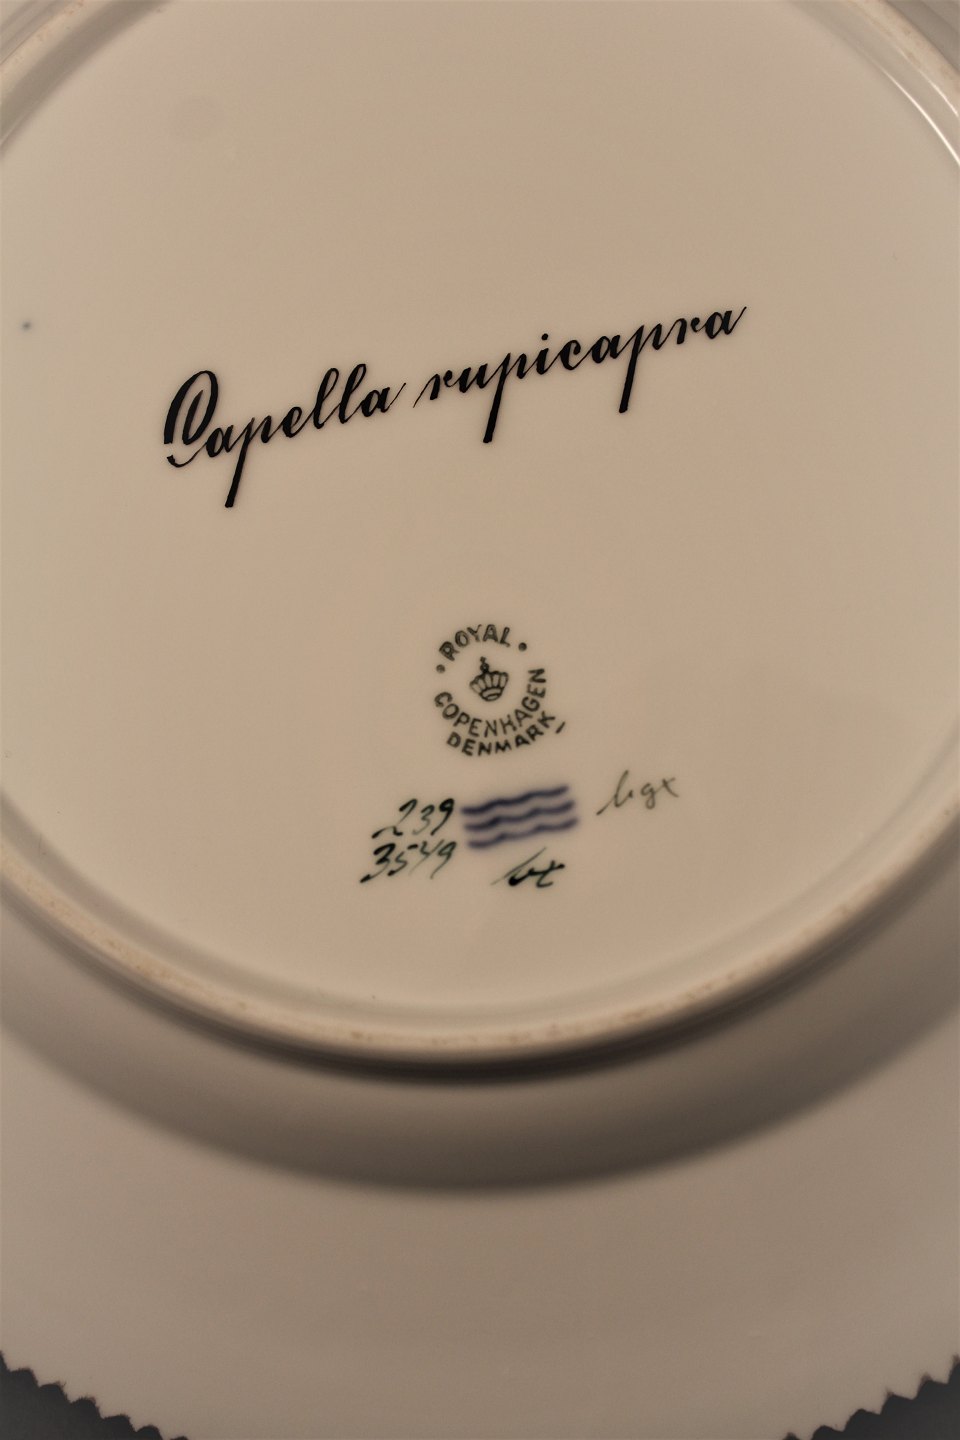 Capella rupicapra
ROYAL
COPENHAGEN
DENMARK
239
3549